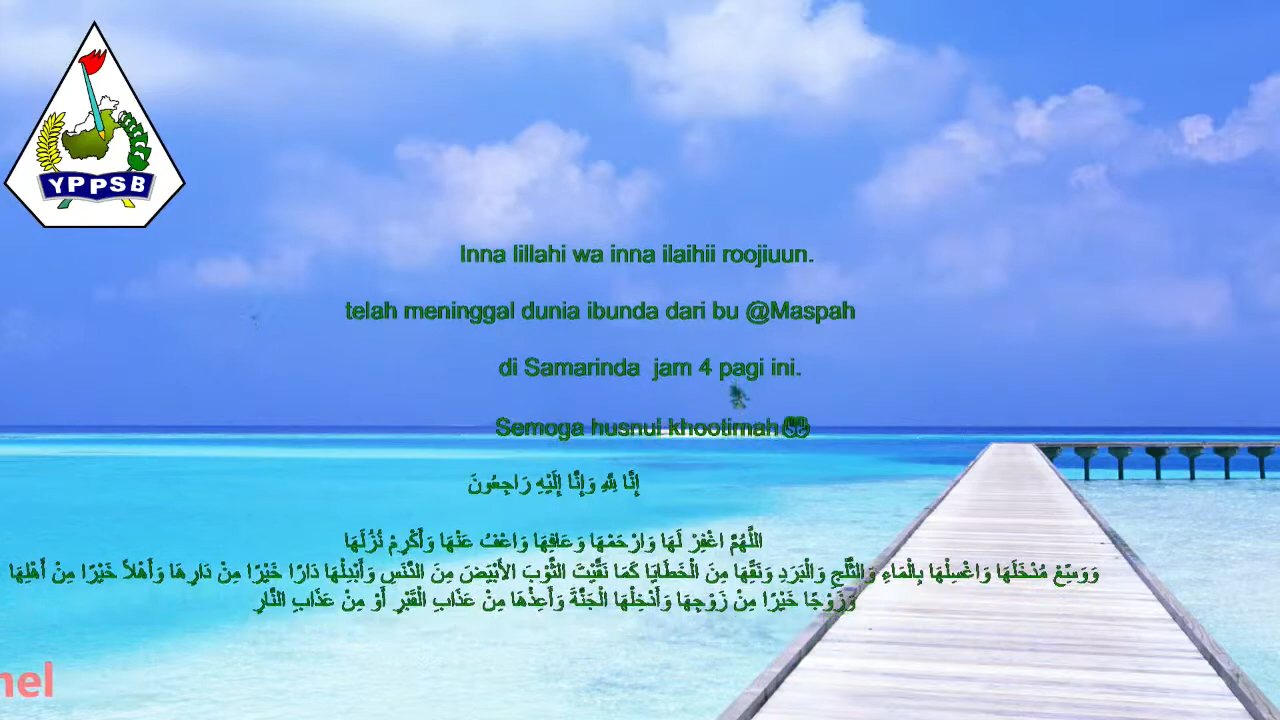 YPPSB
Inna lillahi wa inna ilaihii roojiuun.
telah meninggal dunia ibunda dari bu @Maspah
di Samarinda jam 4 pagi ini.
Semoga husnul khootimah
إِنَّا لِلَّهِ وَإِنَّا إِلَيْهِ رَاجِعُونَ
اللَّهُمَّ اغْفِرْ لَهَا وَارْحَمْهَا وَعَافِهَا وَاعْفُ عَنْهَا وَأَكْرِمْ نُزُلَهَا
وَوَسِّعْ مُدْخَلَهَا وَاغْسِلْهَا بِالْمَاءِ وَالثَّلْجِ وَالْبَرَدِ وَنَقِّهَا مِنَ الْخَطَايَا كَمَا نَقَّيْتَ الثَّوْبَ الأَبْيَضَ مِنَ الدَّنَسِ وَأَبْدِلْهَا دَارًا خَيْرًا مِنْ دَارِهَا وَأَهْلاً خَيْرًا مِنْ أَهْلِهَا
وَزَوْجًا خَيْرًا مِنْ زَوْجِهَا وَأَدْخِلْهَا الْجَنَّةَ وَأَعِذْهَا مِنْ عَذَابِ الْقَبْرِ أَوْ مِنْ عَذَابِ النَّارِ
nel